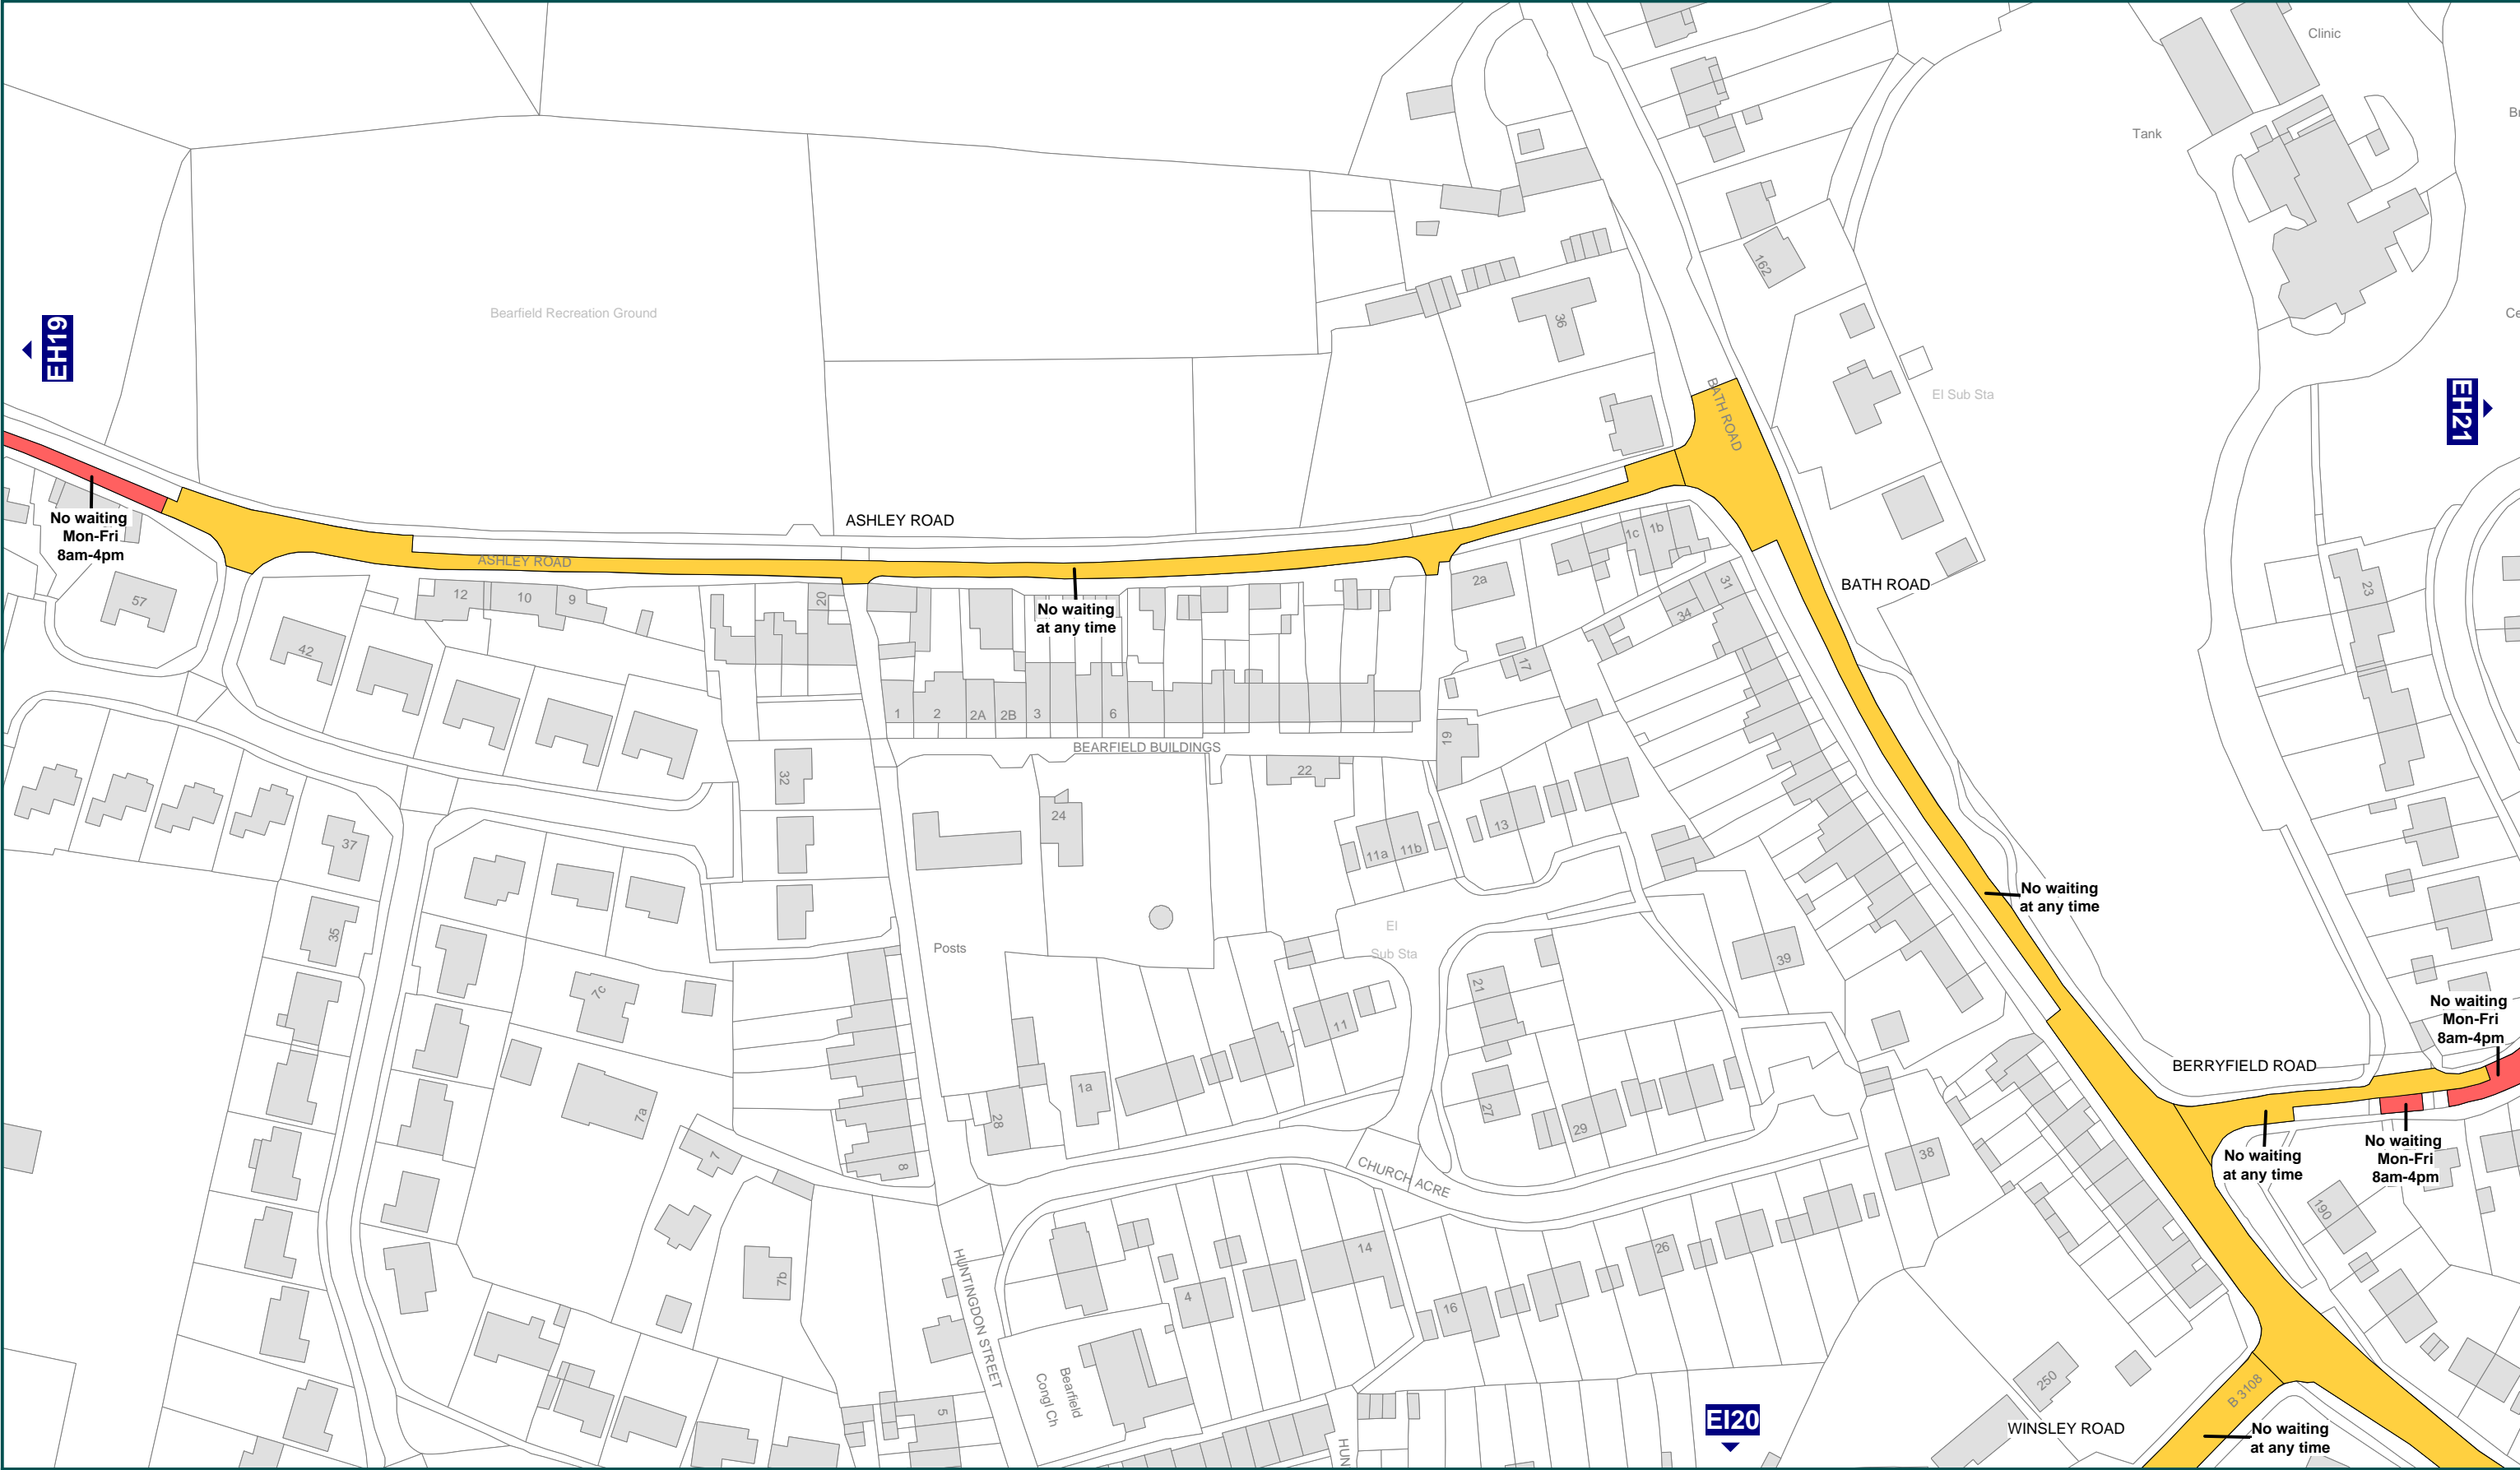 Clinic
Br
Tank
162
Bearfield Recreation Ground
Ce
EH19
36
EH21
BATH ROAD
El Sub Sta
No waiting
Mon-Fri
8am-4pm
ASHLEY ROAD
ASHLEY ROAD
1c
1b
2a
31
34
BATH ROAD
23
57
12
10
9
20
No waiting
at any time
42
17
1
2
2A
2B
3
6
19
BEARFIELD BUILDINGS
32
22
24
13
11a
11b
37
35
No waiting
at any time
Posts
El
Sub Sta
39
21
7c
11
No waiting
Mon-Fri
8am-4pm
BERRYFIELD ROAD
1a
7a
28
27
29
7
8
CHURCH ACRE
38
No waiting
at any time
No waiting
Mon-Fri
8am-4pm
190
7b
HUNTINGDON STREET
14
26
4
16
Bearfield
Congl Ch
250
B 3108
5
EI20
WINSLEY ROAD
No waiting
at any time
HUN